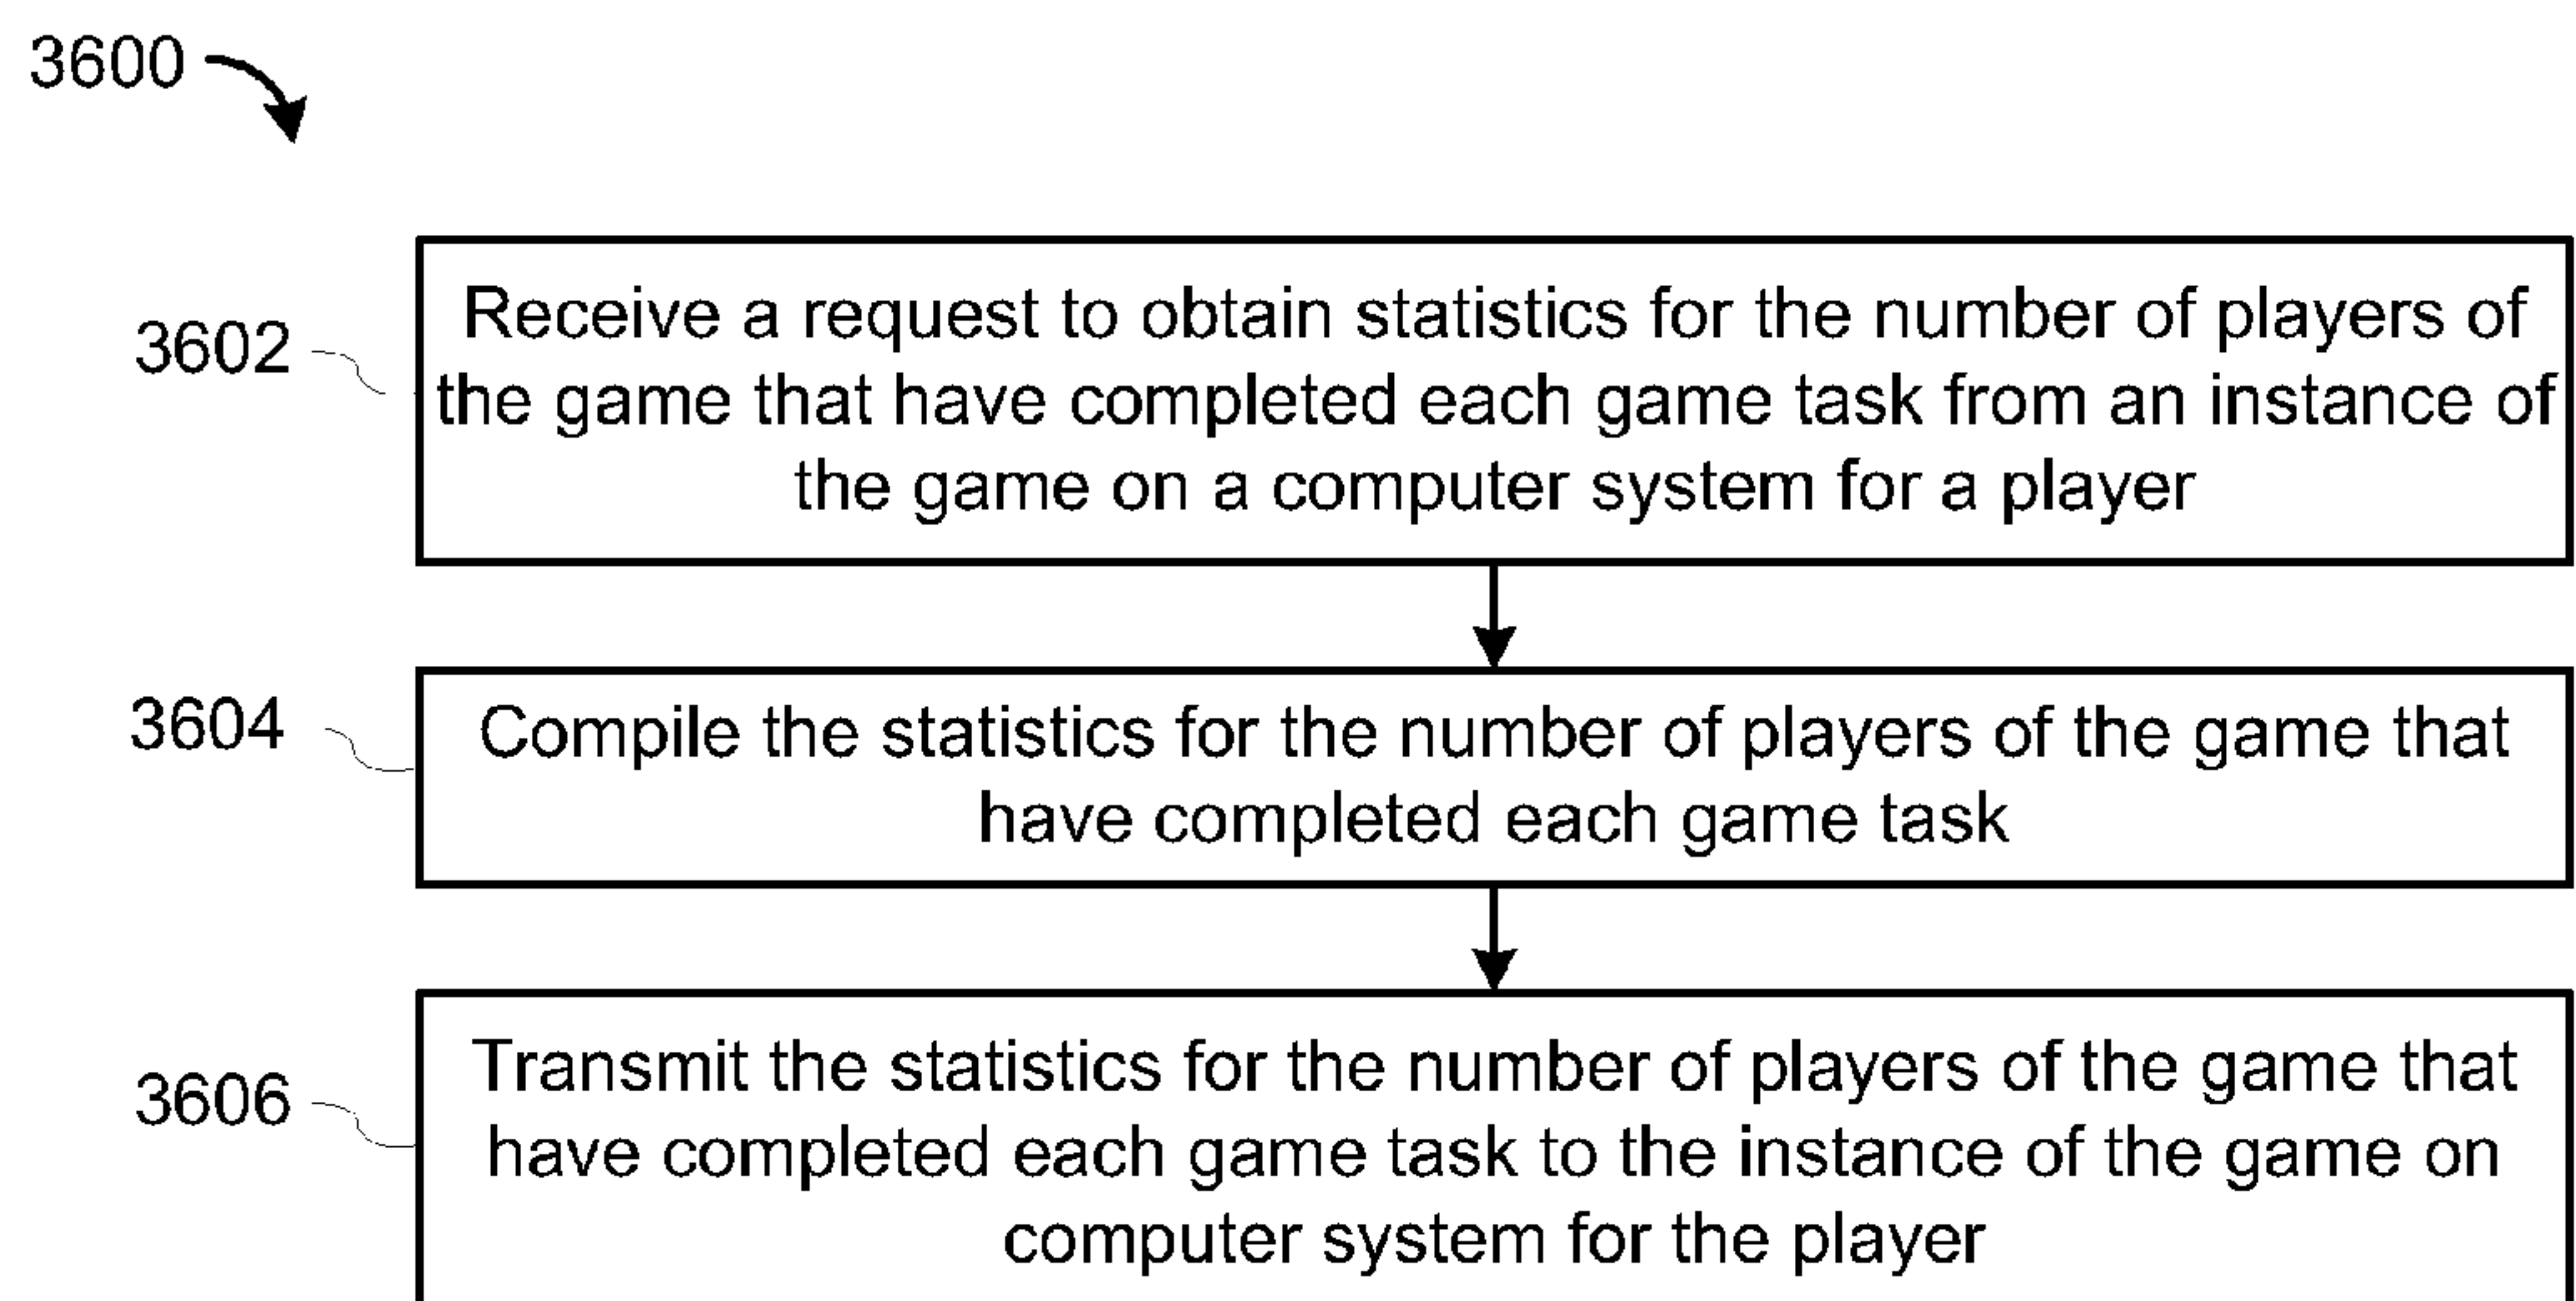 3600
3602
Receive a request to obtain statistics for the number of players of
the game that have completed each game task from an instance of
the game on a computer system for a player
3604
Compile the statistics for the number of players of the game that
have completed each game task
3606
Transmit the statistics for the number of players of the game that
have completed each game task to the instance of the game on
computer system for the player